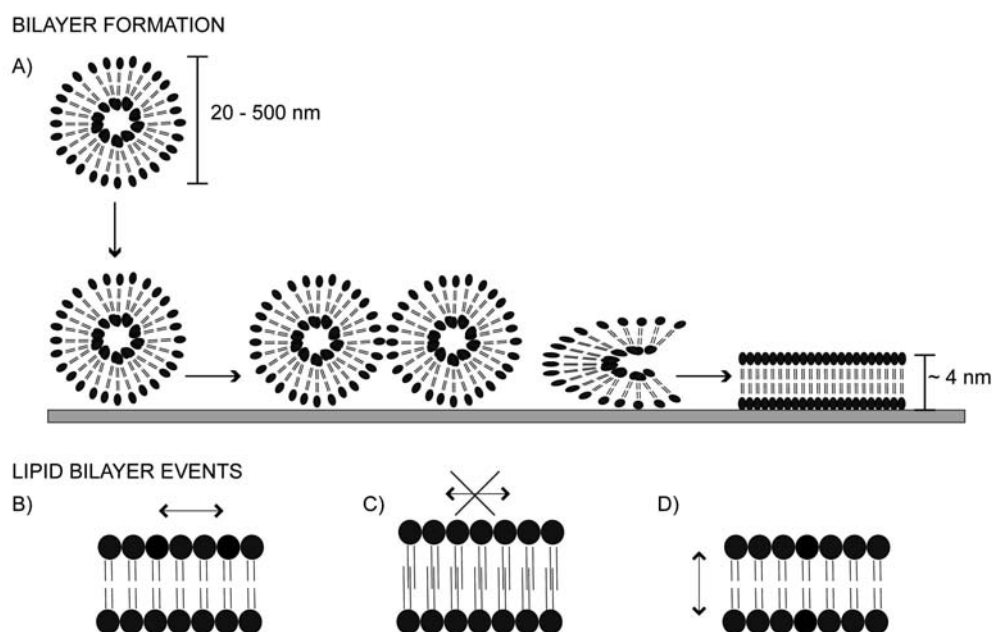 BILAYER FORMATION
A)
20 - 500 nm
~ 4 nm
LIPID BILAYER EVENTS
B)
C)
D)